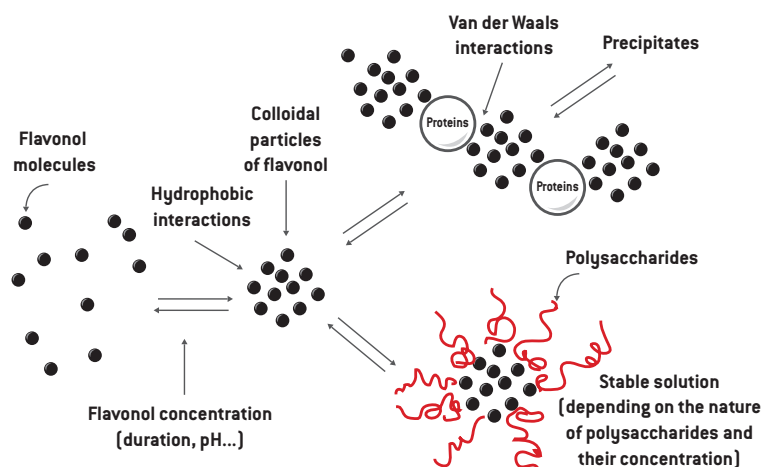 Van der Waals
interactions
Precipitates
Colloidal
particles
of flavonol
Flavonol
molecules
Proteins
Hydrophobic
interactions
Proteins
Polysaccharides
Flavonol concentration
(duration, pH...)
Stable solution
(depending on the nature
of polysaccharides and
their concentration)